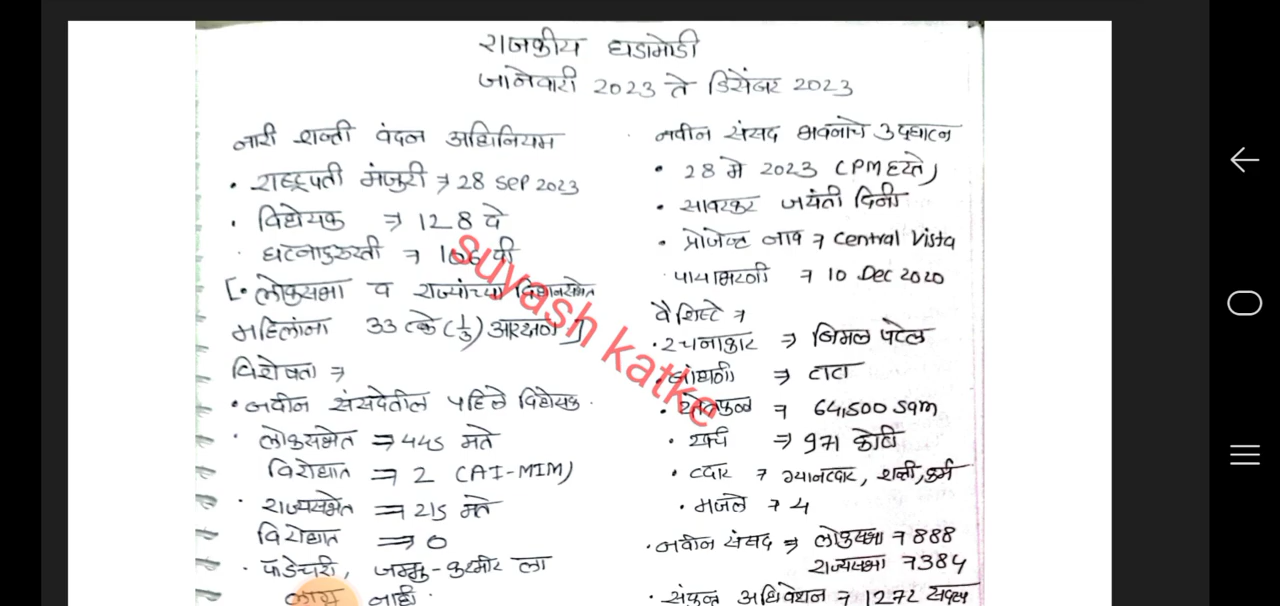 राजकीय घडामोडी
जानेवारी 2023 ते डिसेंबर 2023
नारी शक्ती वंदन अधिनियम
• राष्ट्रपती मंजुरी → 28 Sep 2023
• विधेयक ⇒ 128 वे
• घटनादुरुस्ती → 106 वी
[• लोकसभा व राज्यांच्या विधानसभेत
महिलांना 33 टक्के (1/3) आरक्षण]
विशेषता →
• नवीन संसदेतील पहिले विधेयक.
• लोकसभेत ⇒ 445 मते
विरोधात ⇒ 2 (AI-MIM)
• राज्यसभेत ⇒ 215 मते
विरोधात ⇒ 0
• पाँडेचरी, जम्मू-कश्मीर ला
लागू नाही.
• नवीन संसद भवनाचे उद्घाटन
• 28 मे 2023 (PM हस्ते)
• सावरकर जयंती दिनी
• प्रोजेक्ट नाव → Central Vista
पायाभरणी → 10 Dec 2020
वैशिष्टे →
• रचनाकार ⇒ बिमल पटेल
• बांधणी ⇒ टाटा
• क्षेत्रफळ → 64,500 sqm
• खर्च ⇒ 971 कोटी
• द्वार → ग्यानद्वार, शक्ती, कर्म
• मजले → 4
• नवीन संसद ⇒ लोकसभा → 888
राज्यसभा → 384
• संयुक्त अधिवेशन → 1272 सदस्य
suyash katke